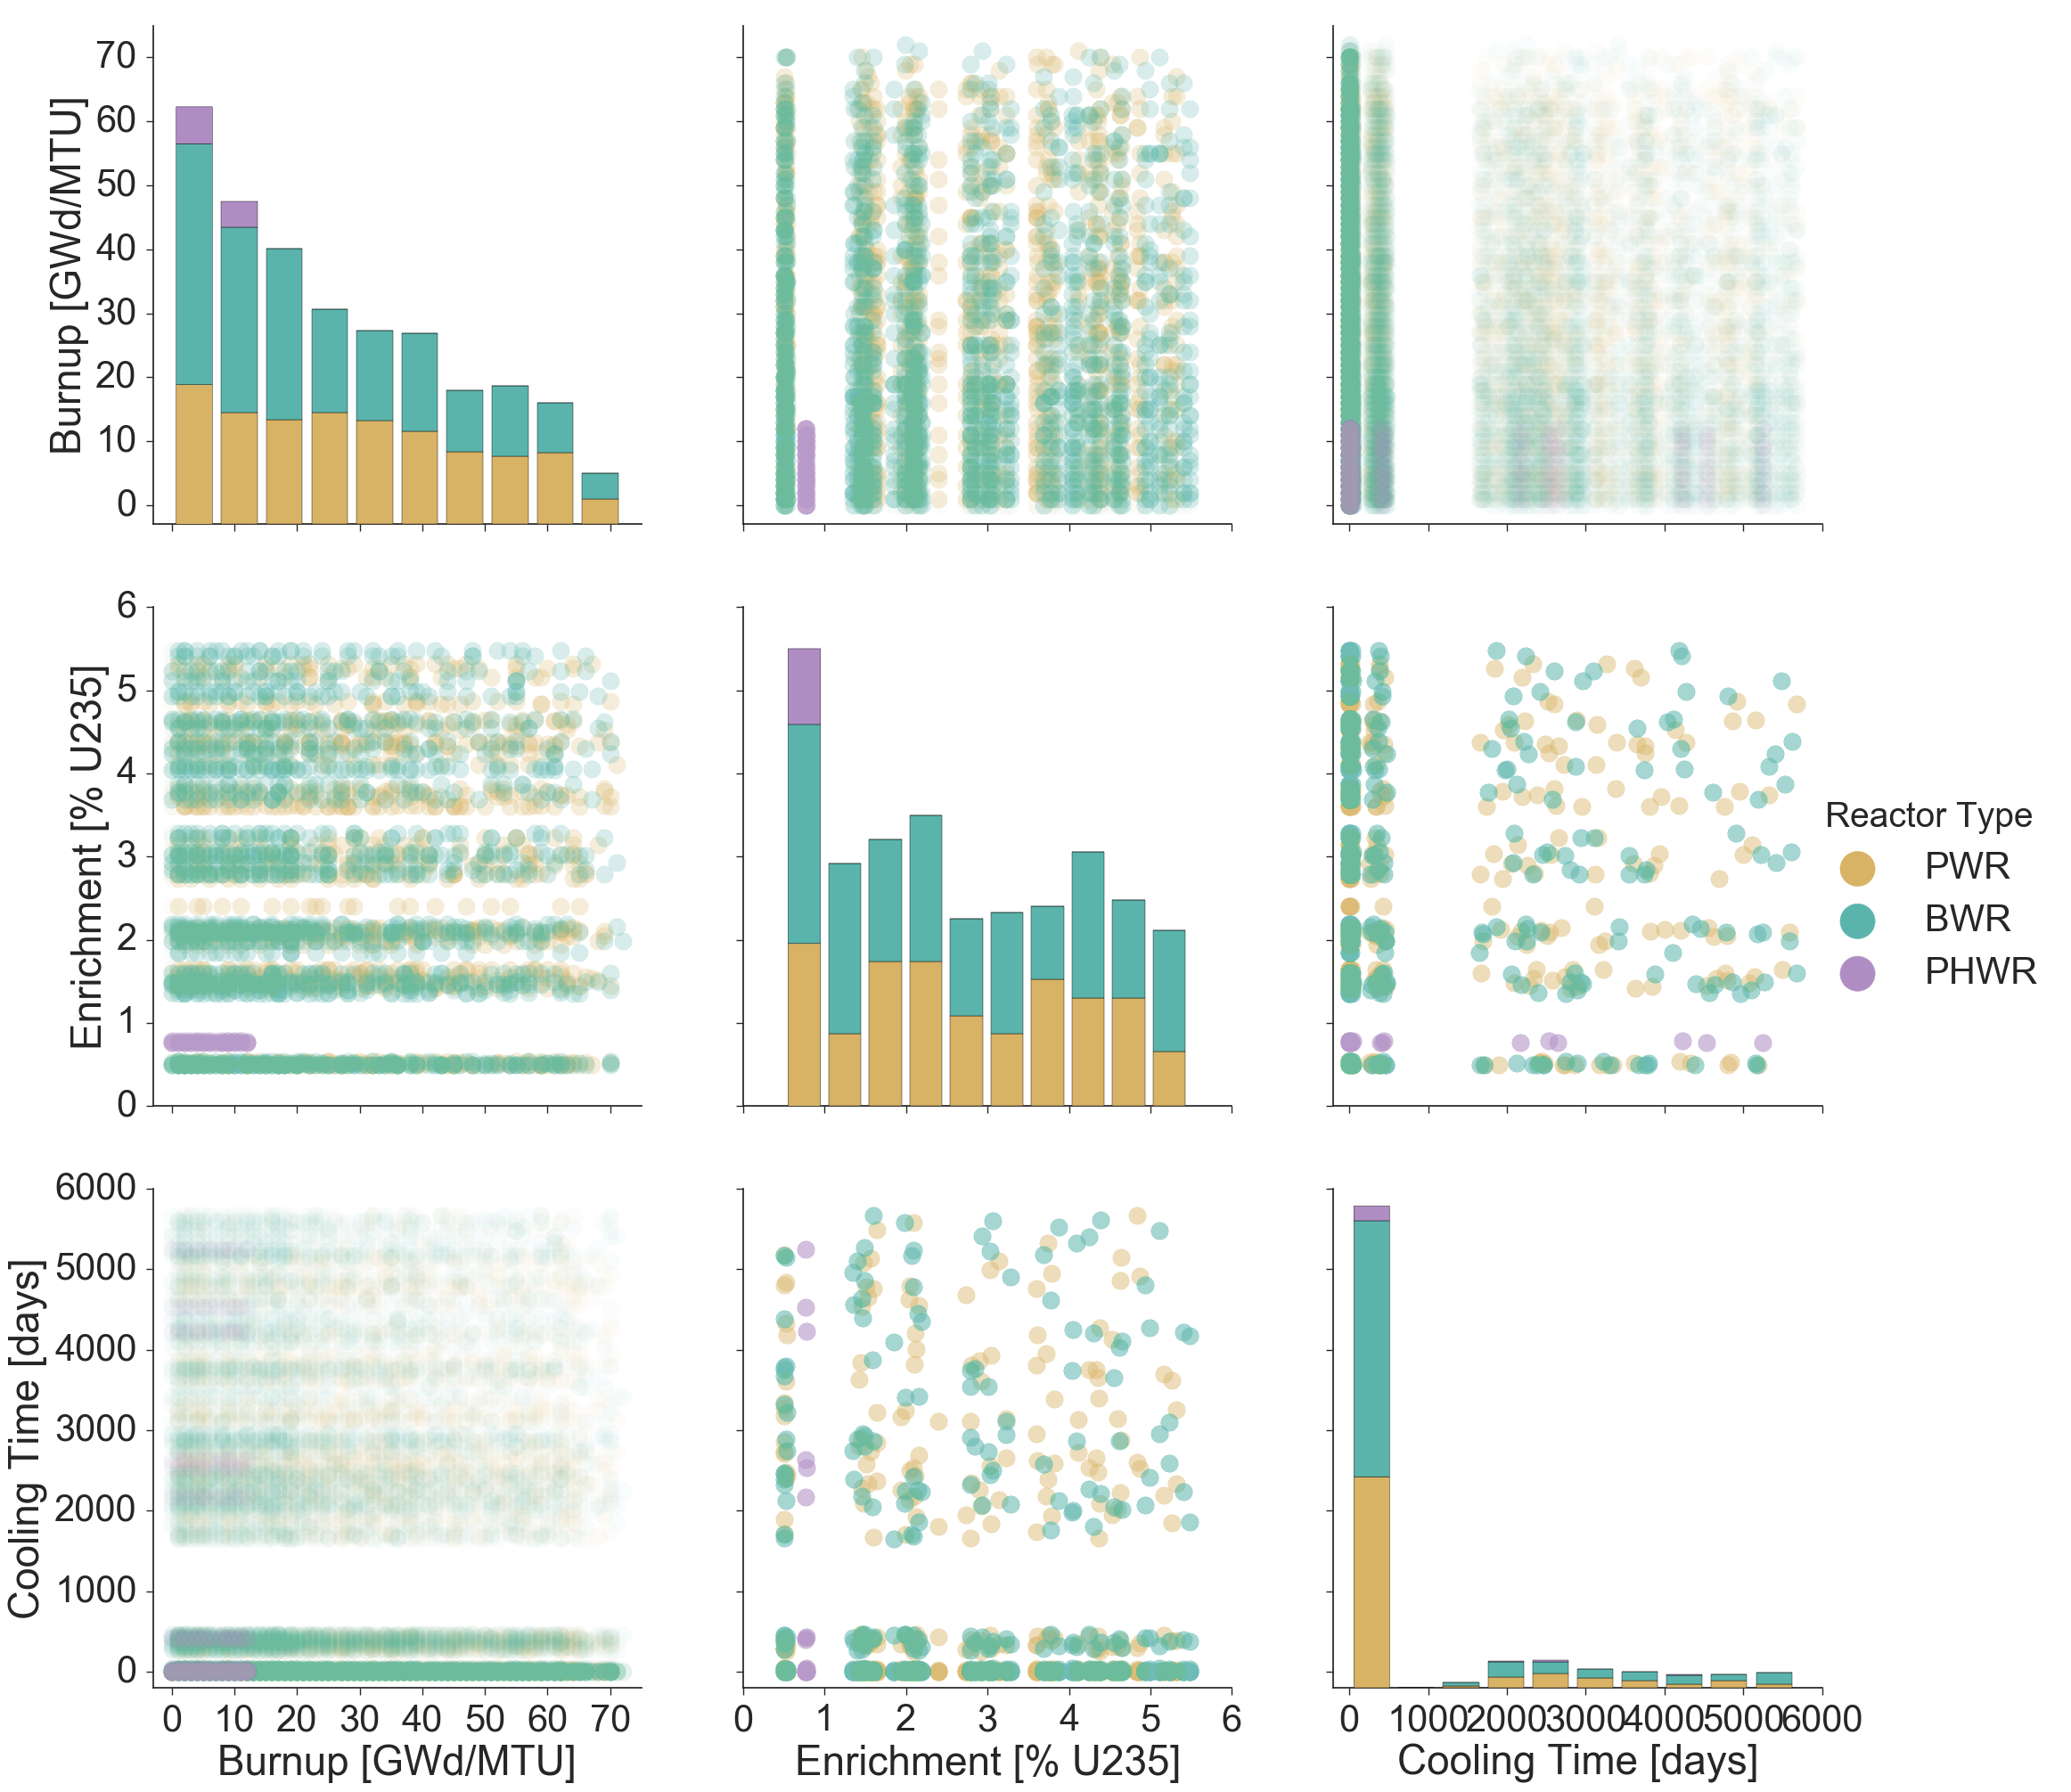 Burnup [GWd/MTU]
70
60
50
40
30
20
10
0
Enrichment [% U235]
6
5
4
3
2
1
0
Reactor Type
PWR
BWR
PHWR
Cooling Time [days]
6000
5000
4000
3000
2000
1000
0
0 10 20 30 40 50 60 70
0 1 2 3 4 5 6
0 1000 2000 3000 4000 5000 6000
Burnup [GWd/MTU]
Enrichment [% U235]
Cooling Time [days]